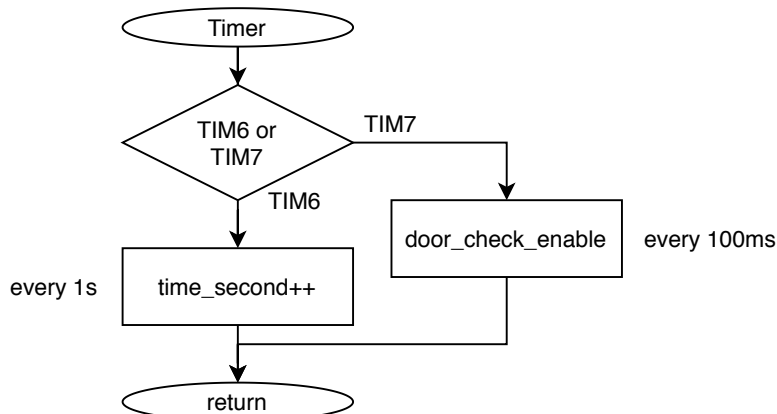 Timer
TIM6 or
TIM7
TIM7
TIM6
door_check_enable
every 100ms
every 1s
time_second++
return